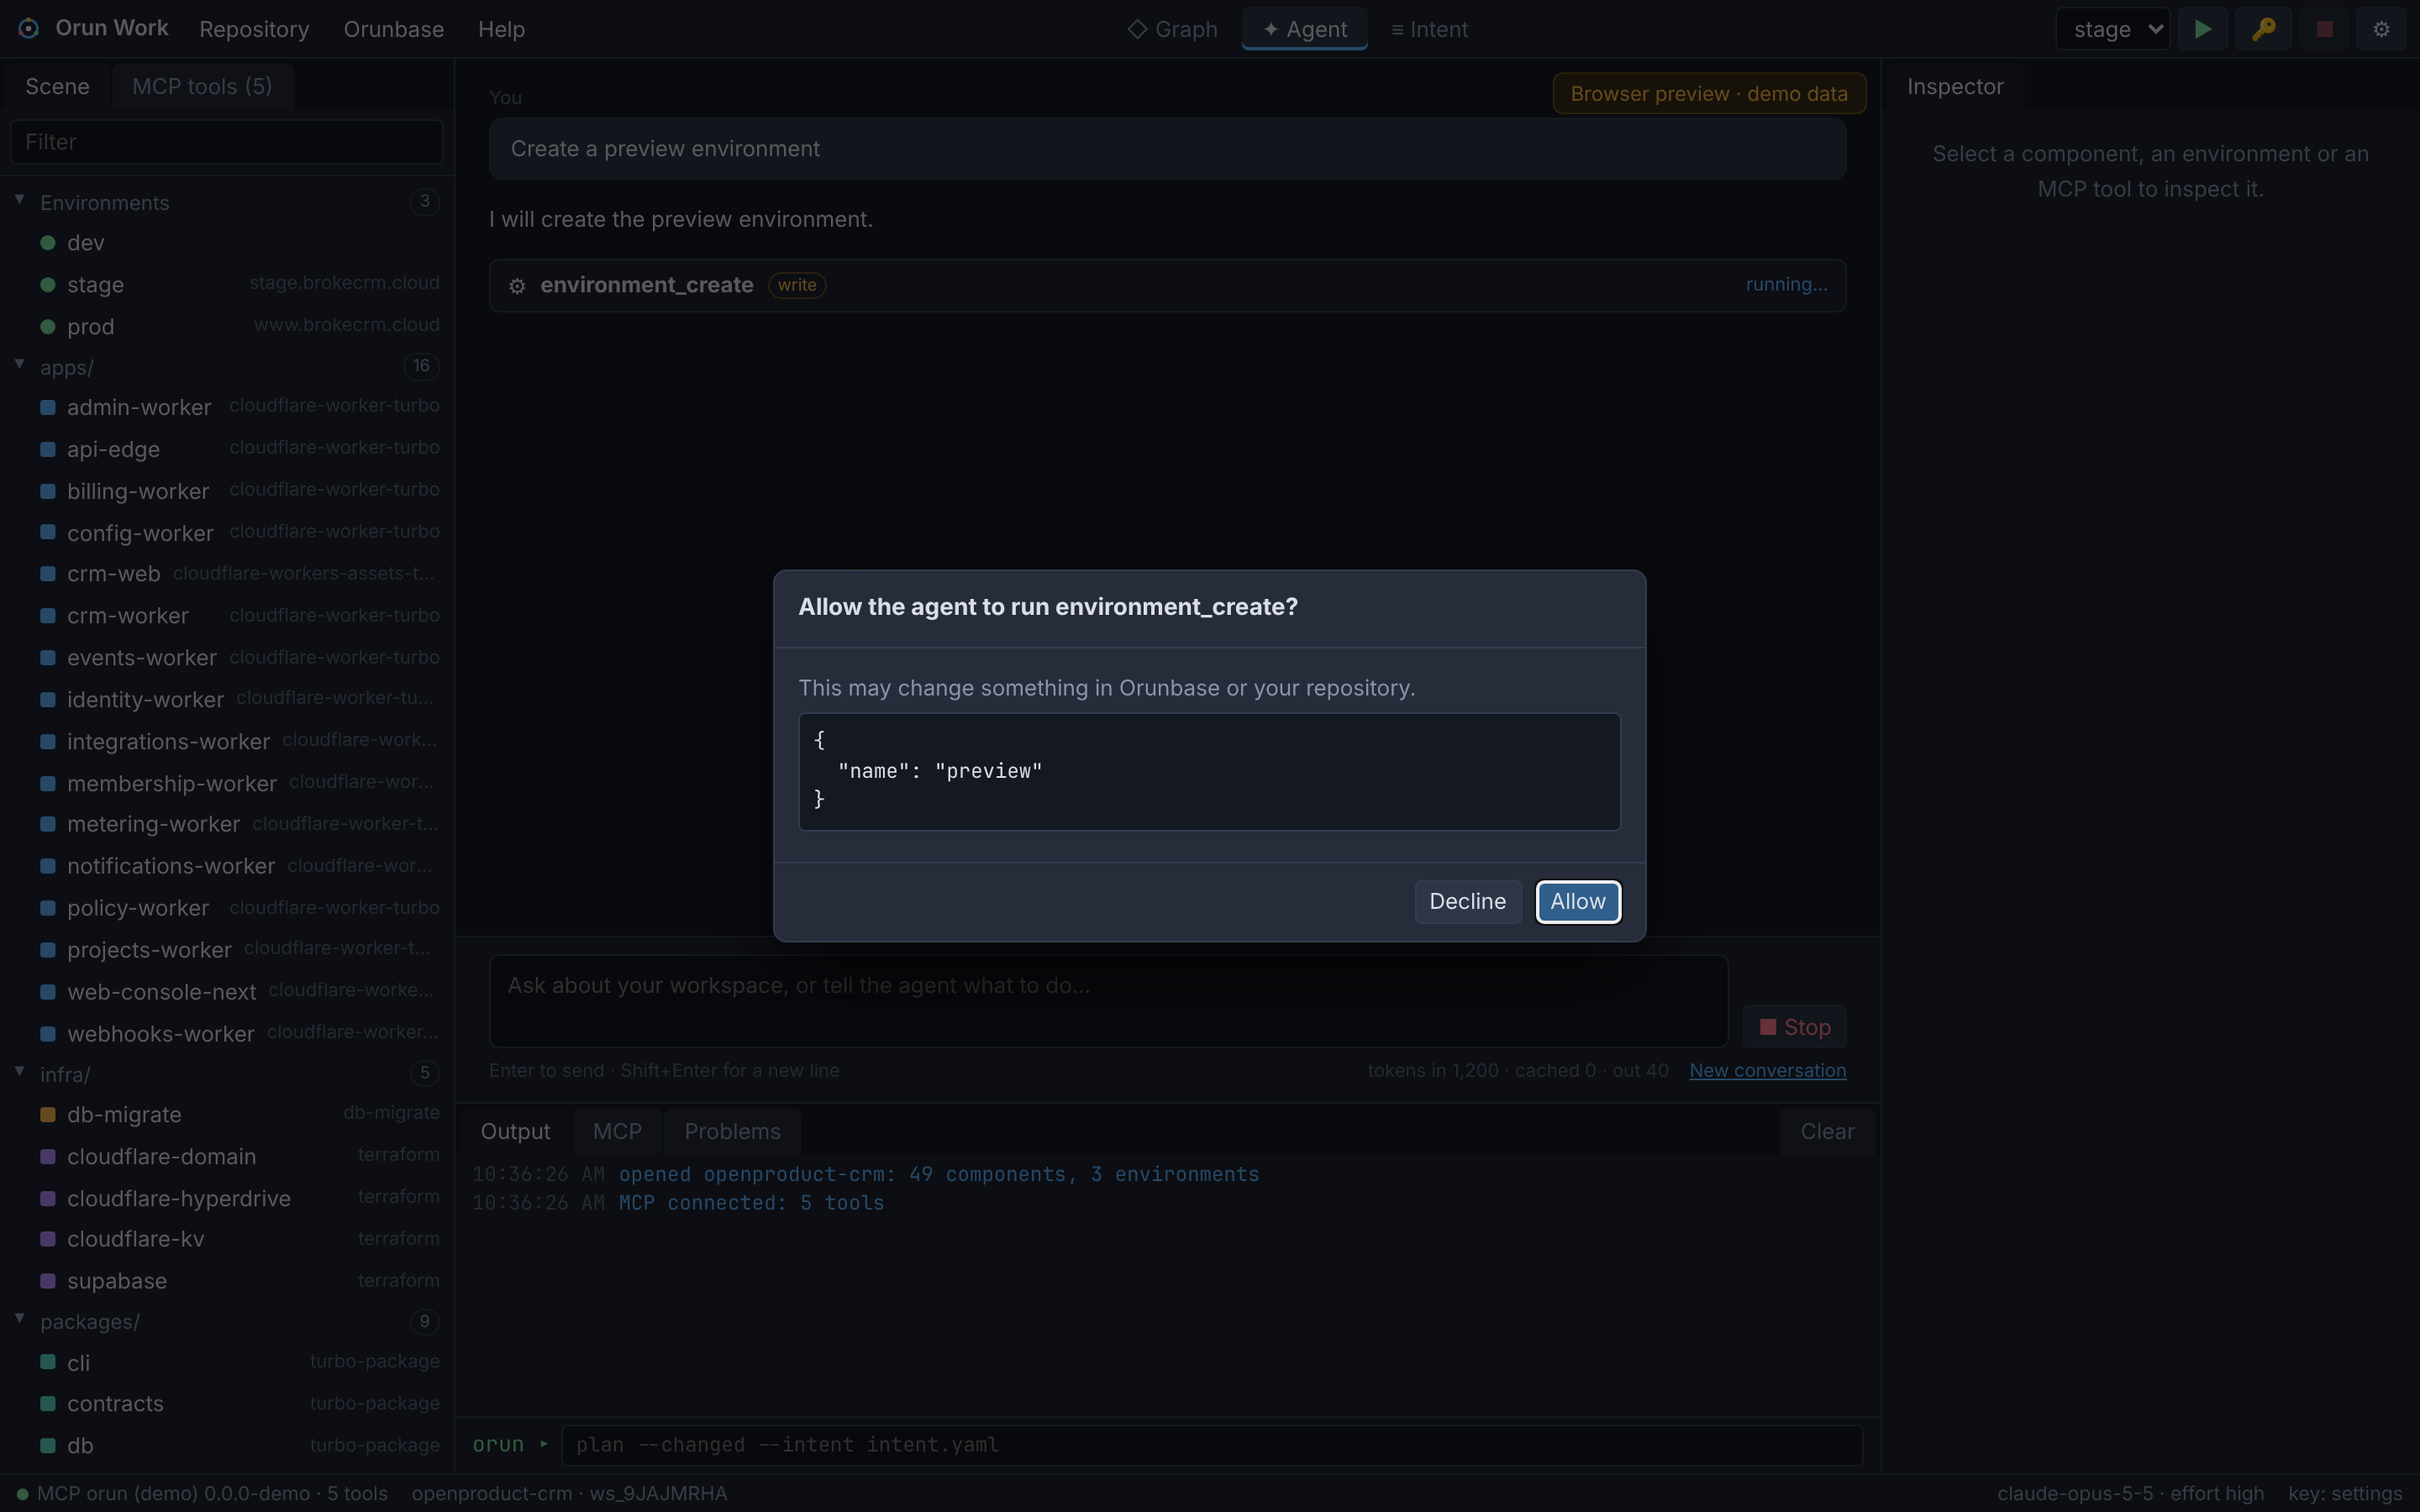 Orun Work Repository Orunbase Help
◇ Graph ✦ Agent ≡ Intent
stage
Scene MCP tools (5)
Filter
Environments 3
dev
stage stage.brokecrm.cloud
prod www.brokecrm.cloud
apps/ 16
admin-worker cloudflare-worker-turbo
api-edge cloudflare-worker-turbo
billing-worker cloudflare-worker-turbo
config-worker cloudflare-worker-turbo
crm-web cloudflare-workers-assets-t...
crm-worker cloudflare-worker-turbo
events-worker cloudflare-worker-turbo
identity-worker cloudflare-worker-tu...
integrations-worker cloudflare-work...
membership-worker cloudflare-wor...
metering-worker cloudflare-worker-t...
notifications-worker cloudflare-wor...
policy-worker cloudflare-worker-turbo
projects-worker cloudflare-worker-t...
web-console-next cloudflare-worke...
webhooks-worker cloudflare-worker...
infra/ 5
db-migrate db-migrate
cloudflare-domain terraform
cloudflare-hyperdrive terraform
cloudflare-kv terraform
supabase terraform
packages/ 9
cli turbo-package
contracts turbo-package
db turbo-package
You
Browser preview · demo data
Create a preview environment
I will create the preview environment.
environment_create write running...
Allow the agent to run environment_create?
This may change something in Orunbase or your repository.
{
"name": "preview"
}
Decline Allow
Ask about your workspace, or tell the agent what to do...
Stop
Enter to send · Shift+Enter for a new line
tokens in 1,200 · cached 0 · out 40 New conversation
Output MCP Problems Clear
10:36:26 AM opened openproduct-crm: 49 components, 3 environments
10:36:26 AM MCP connected: 5 tools
orun ▸ plan --changed --intent intent.yaml
Inspector
Select a component, an environment or an
MCP tool to inspect it.
MCP orun (demo) 0.0.0-demo · 5 tools openproduct-crm · ws_9JAJMRHA
claude-opus-5-5 · effort high key: settings